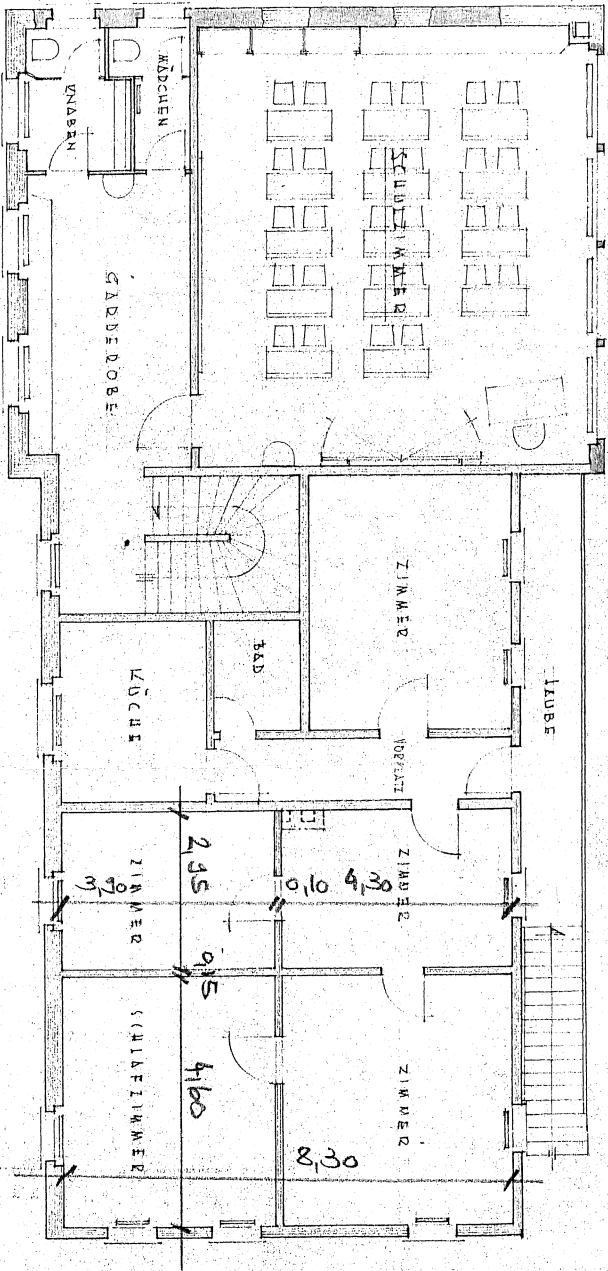 KNABEN
MÄDCHEN
SCHULZIMMER
GARDEROBE
ZIMMER
LAUBE
BAD
KÜCHE
VORPLATZ
ZIMMER
2,95
3,90
0,10 4,30
ZIMMER
0,15
SCHLAFZIMMER
4,60
ZIMMER
8,30